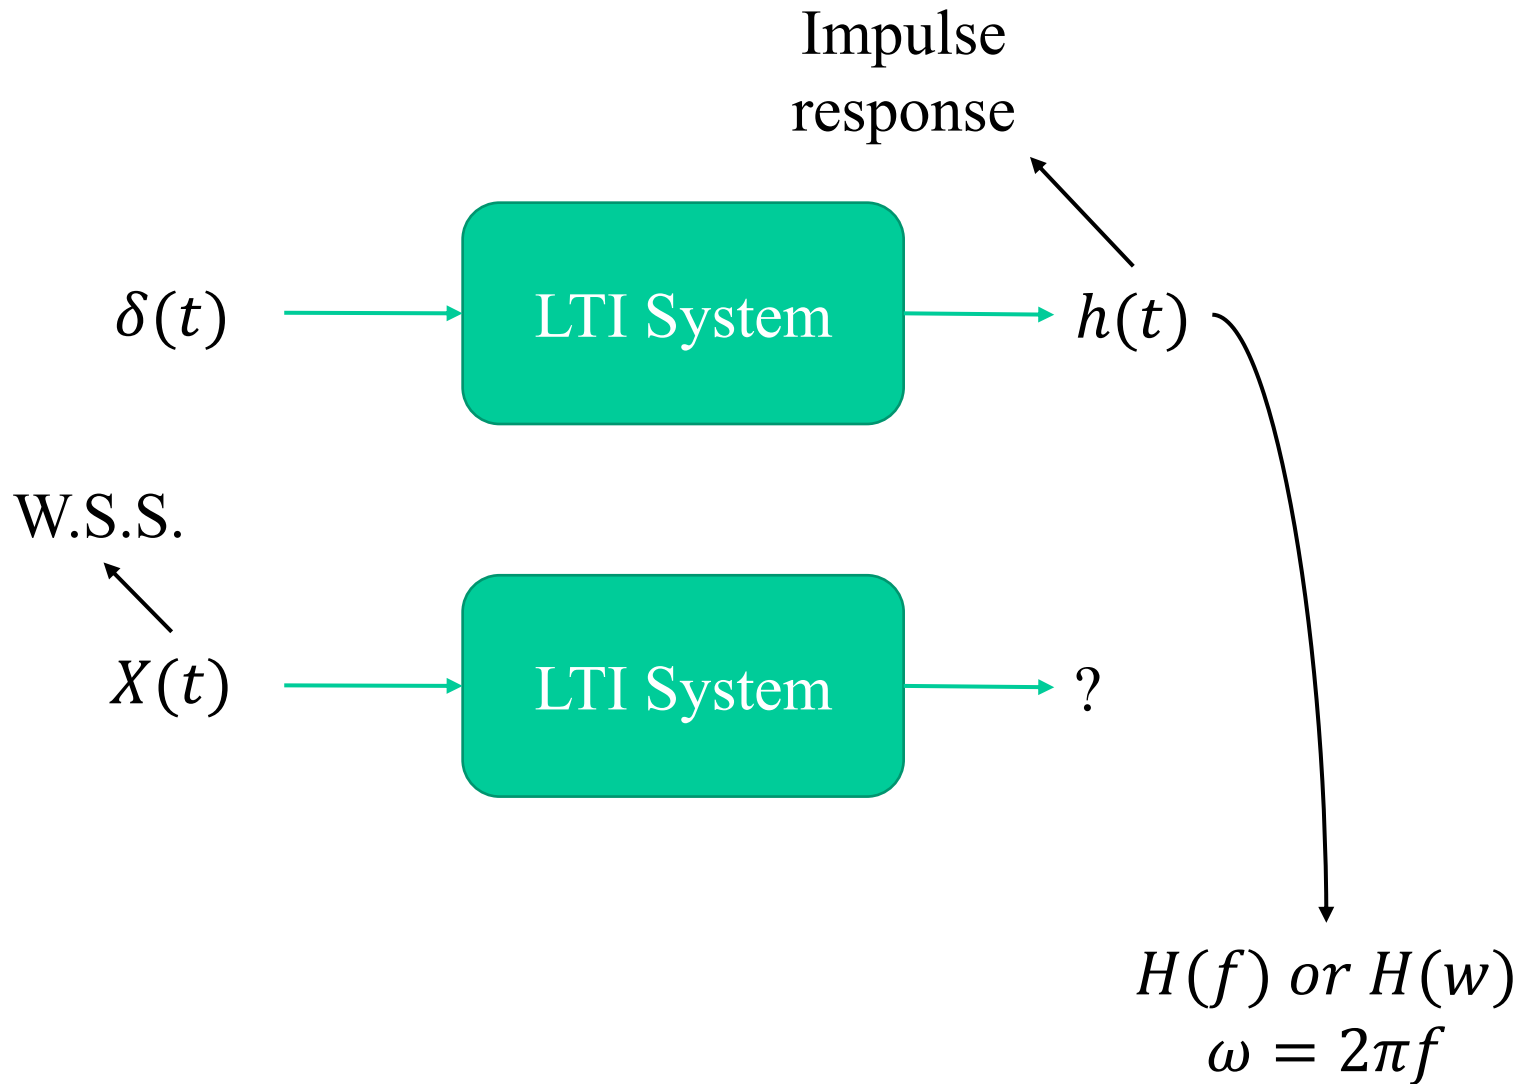 Impulse
response
δ(t)
LTI System
h(t)
W.S.S.
X(t)
LTI System
?
H(f) or H(w)
ω = 2πf